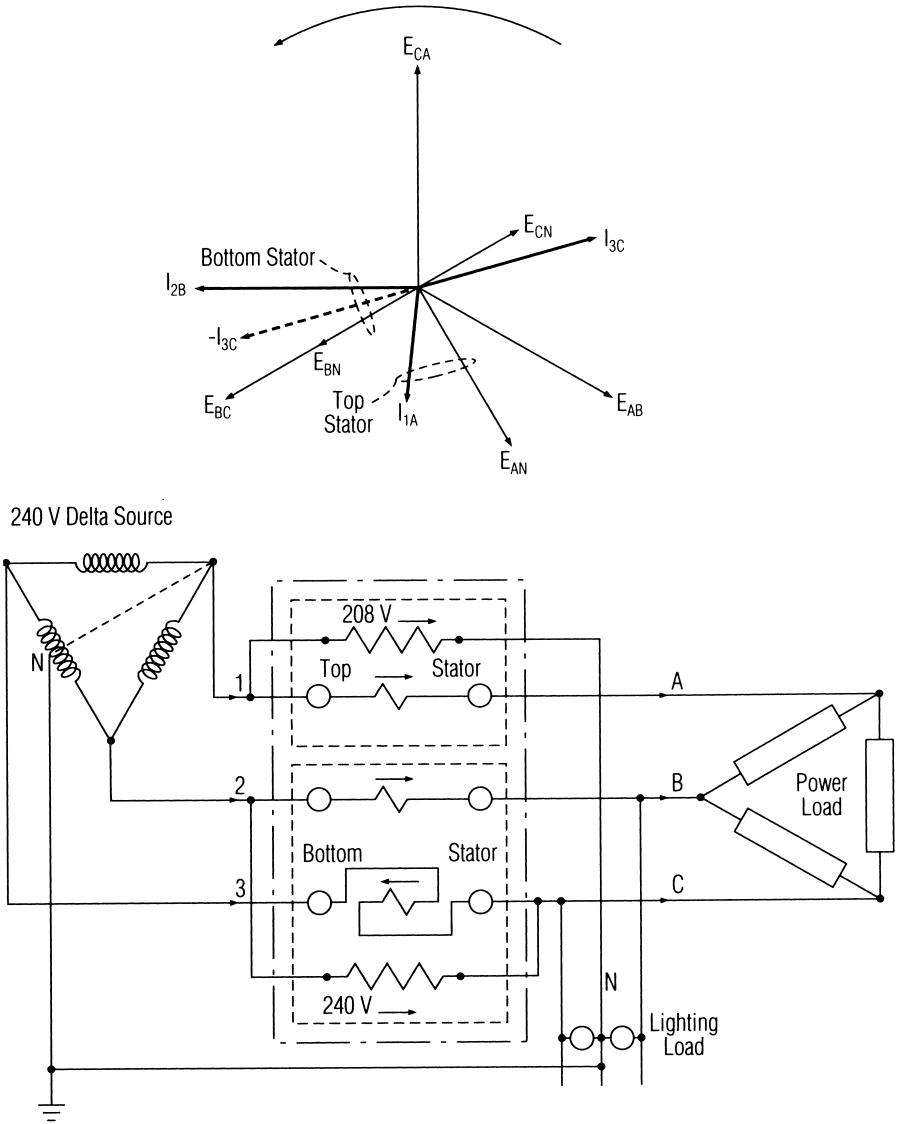 E_CA
E_CN
I_3C
Bottom Stator
I_2B
-I_3C
E_BN
E_BC
Top
Stator
I_1A
E_AB
E_AN
240 V Delta Source
208 V
N
Top Stator
1
A
2
B
Power
Load
Bottom Stator
3
C
240 V
N
Lighting
Load